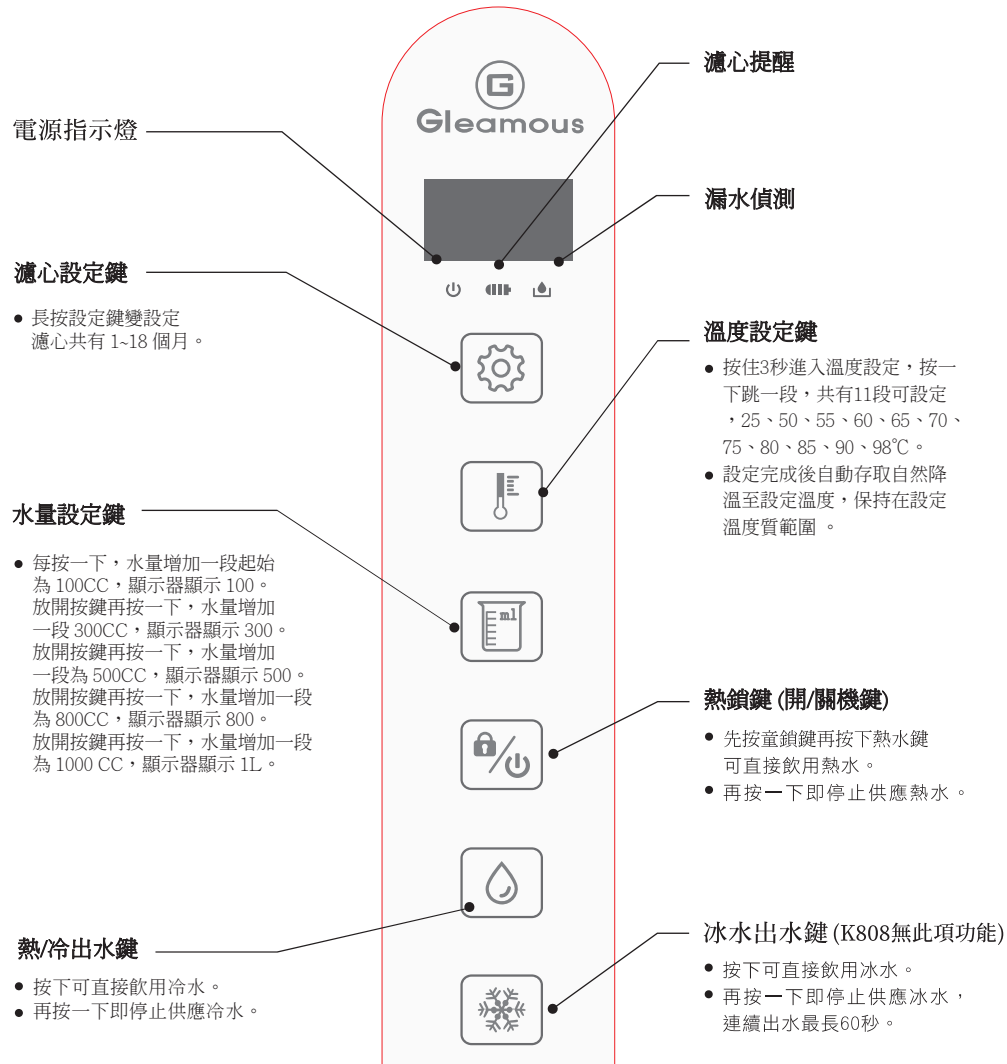 G
Gleamous
電源指示燈
濾心提醒
漏水偵測
濾心設定鍵
● 長按設定鍵變設定
濾心共有 1~18 個月。
溫度設定鍵
● 按住3秒進入溫度設定，按一
下跳一段，共有11段可設定
，25、50、55、60、65、70、
75、80、85、90、98℃。
● 設定完成後自動存取自然降
溫至設定溫度，保持在設定
溫度質範圍 。
水量設定鍵
● 每按一下，水量增加一段起始
為 100CC，顯示器顯示 100。
放開按鍵再按一下，水量增加
一段 300CC，顯示器顯示 300。
放開按鍵再按一下，水量增加
一段為 500CC，顯示器顯示 500。
放開按鍵再按一下，水量增加一段
為 800CC，顯示器顯示 800。
放開按鍵再按一下，水量增加一段
為 1000 CC，顯示器顯示 1L。
ml
熱鎖鍵 (開/關機鍵)
● 先按童鎖鍵再按下熱水鍵
可直接飲用熱水。
● 再按一下即停止供應熱水。
熱/冷出水鍵
● 按下可直接飲用冷水。
● 再按一下即停止供應冷水。
冰水出水鍵 (K808無此項功能)
● 按下可直接飲用冰水。
● 再按一下即停止供應冰水，
連續出水最長60秒。